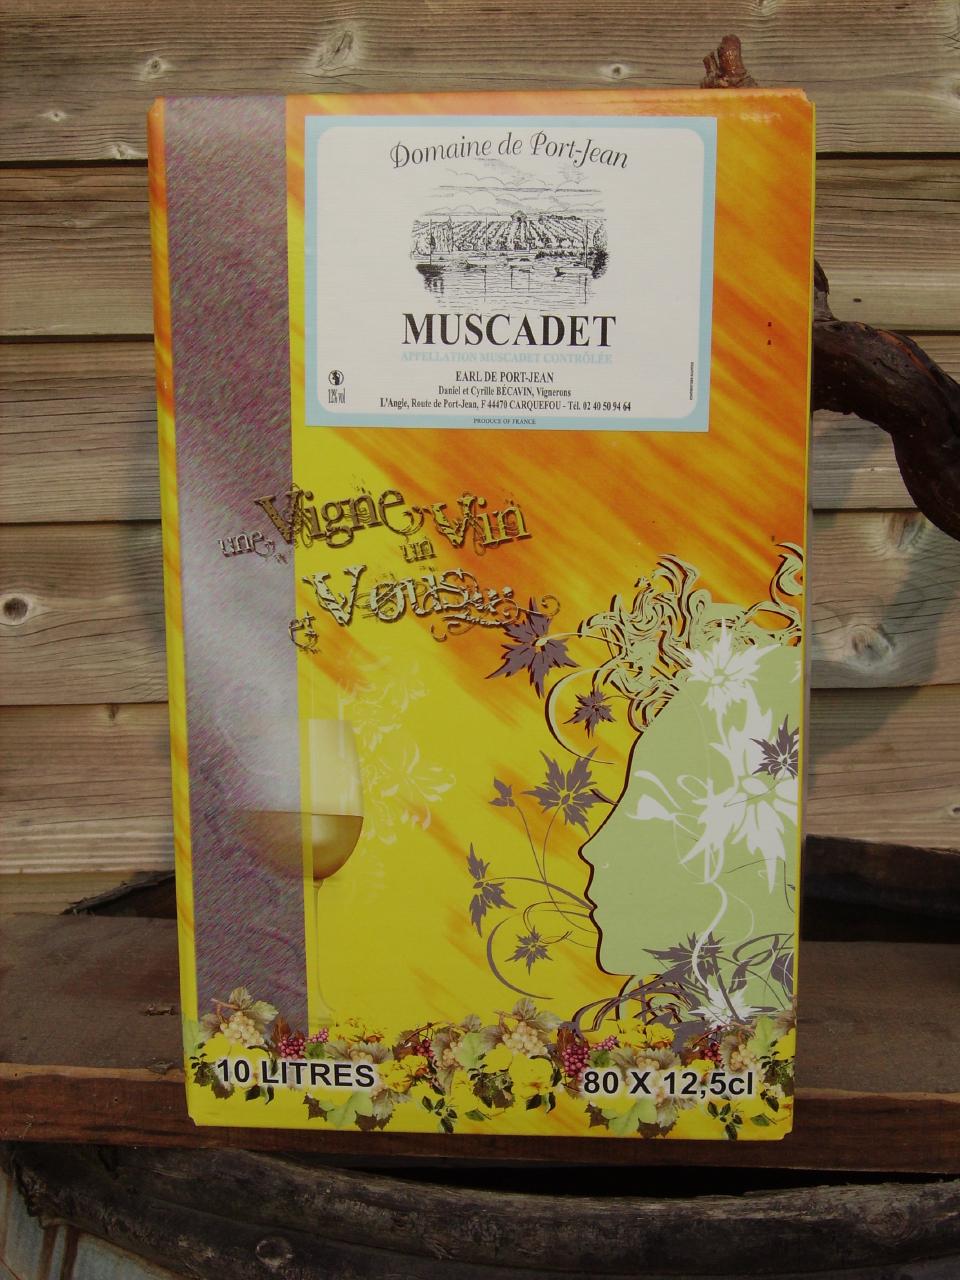 Domaine de Port-Jean
MUSCADET
APPELLATION MUSCADET CONTRÔLÉE
EARL DE PORT-JEAN
Daniel et Cyrille BÉCAVIN, Vignerons
12% vol
L'Angle, Route de Port-Jean, F 44470 CARQUEFOU - Tél. 02 40 50 94 64
PRODUCE OF FRANCE
une Vigne un Vin
et Vous...
10 LITRES
80 X 12,5cl